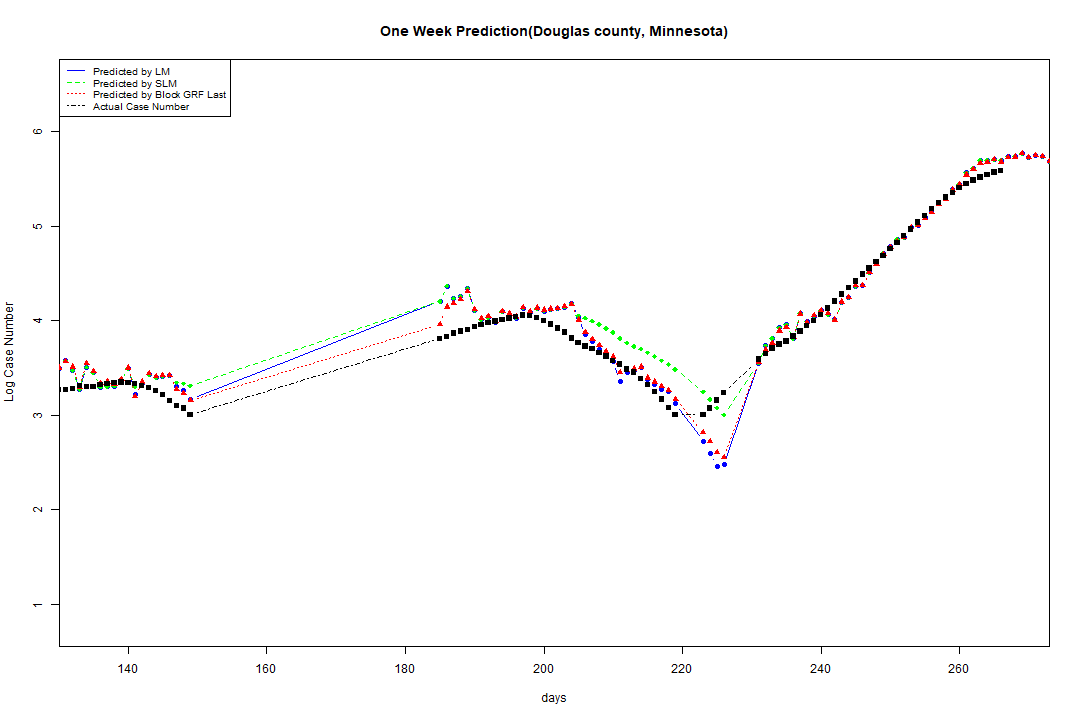 One Week Prediction(Douglas county, Minnesota)
Predicted by LM
Predicted by SLM
Predicted by Block GRF Last
Actual Case Number
Log Case Number
6
5
4
3
2
1
140 160 180 200 220 240 260
days